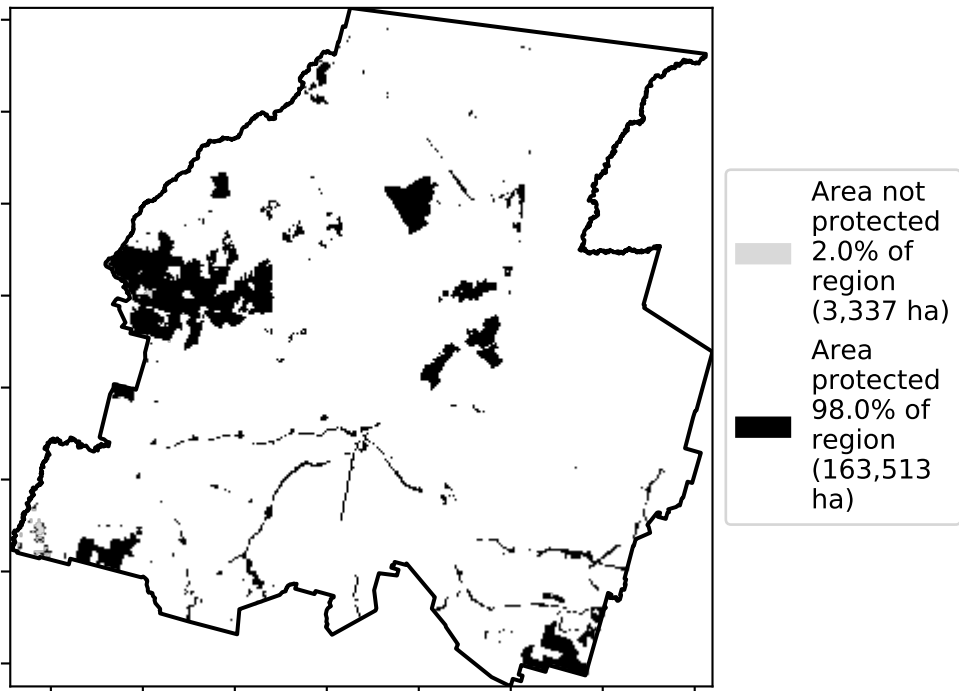 Area not
protected
2.0% of
region
(3,337 ha)
Area
protected
98.0% of
region
(163,513
ha)